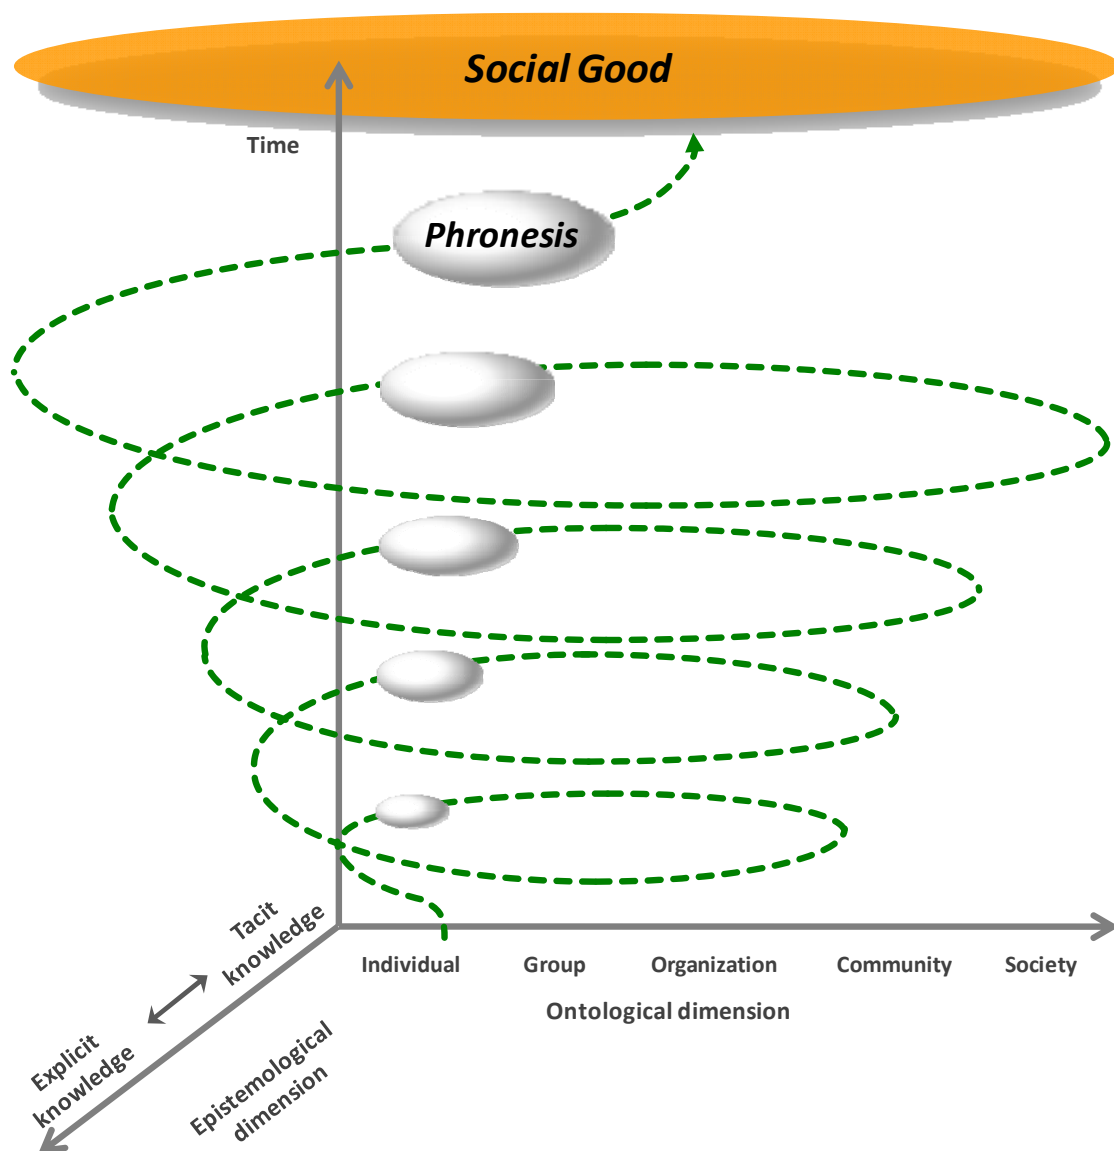 Social Good
Time
Phronesis
Tacit
knowledge
Explicit
knowledge
Epistemological
dimension
Individual
Group
Organization
Community
Society
Ontological dimension